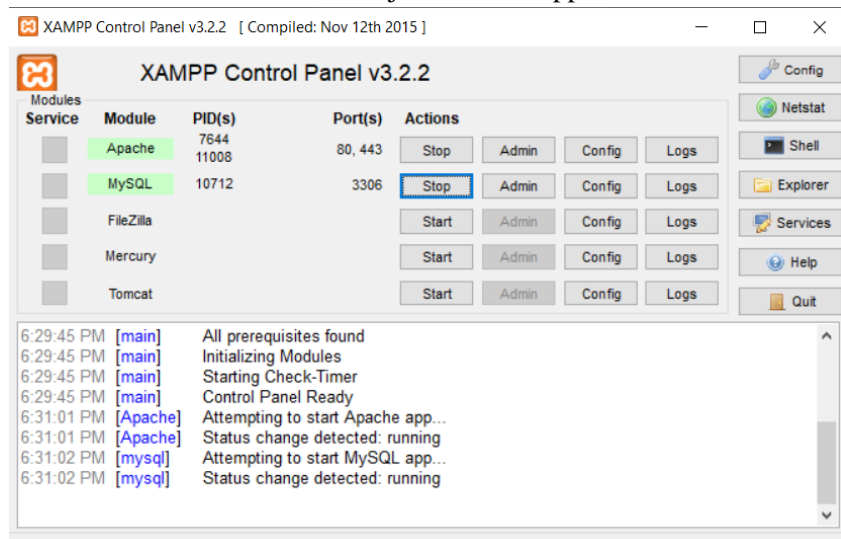 XAMPP Control Panel v3.2.2 [ Compiled: Nov 12th 2015 ]
XAMPP Control Panel v3.2.2
Config
Modules
Service Module PID(s) Port(s) Actions
Netstat
Apache 7644 11008 80, 443 Stop Admin Config Logs
Shell
MySQL 10712 3306 Stop Admin Config Logs
Explorer
FileZilla Start Admin Config Logs
Services
Mercury Start Admin Config Logs
Help
Tomcat Start Admin Config Logs
Quit
6:29:45 PM [main] All prerequisites found
6:29:45 PM [main] Initializing Modules
6:29:45 PM [main] Starting Check-Timer
6:29:45 PM [main] Control Panel Ready
6:31:01 PM [Apache] Attempting to start Apache app...
6:31:01 PM [Apache] Status change detected: running
6:31:02 PM [mysql] Attempting to start MySQL app...
6:31:02 PM [mysql] Status change detected: running